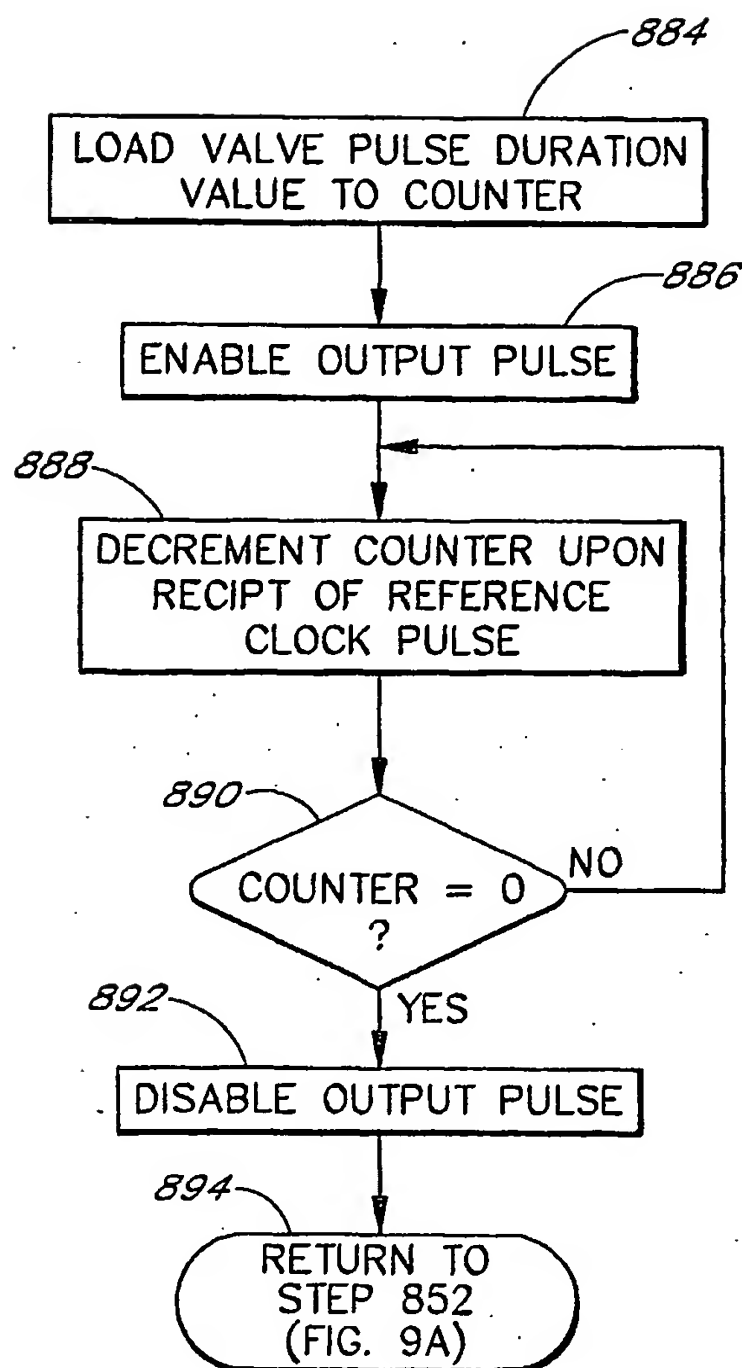 884
LOAD VALVE PULSE DURATION
VALUE TO COUNTER
886
ENABLE OUTPUT PULSE
888
DECREMENT COUNTER UPON
RECIPT OF REFERENCE
CLOCK PULSE
890
COUNTER = 0
?
NO
YES
892
DISABLE OUTPUT PULSE
894
RETURN TO
STEP 852
(FIG. 9A)